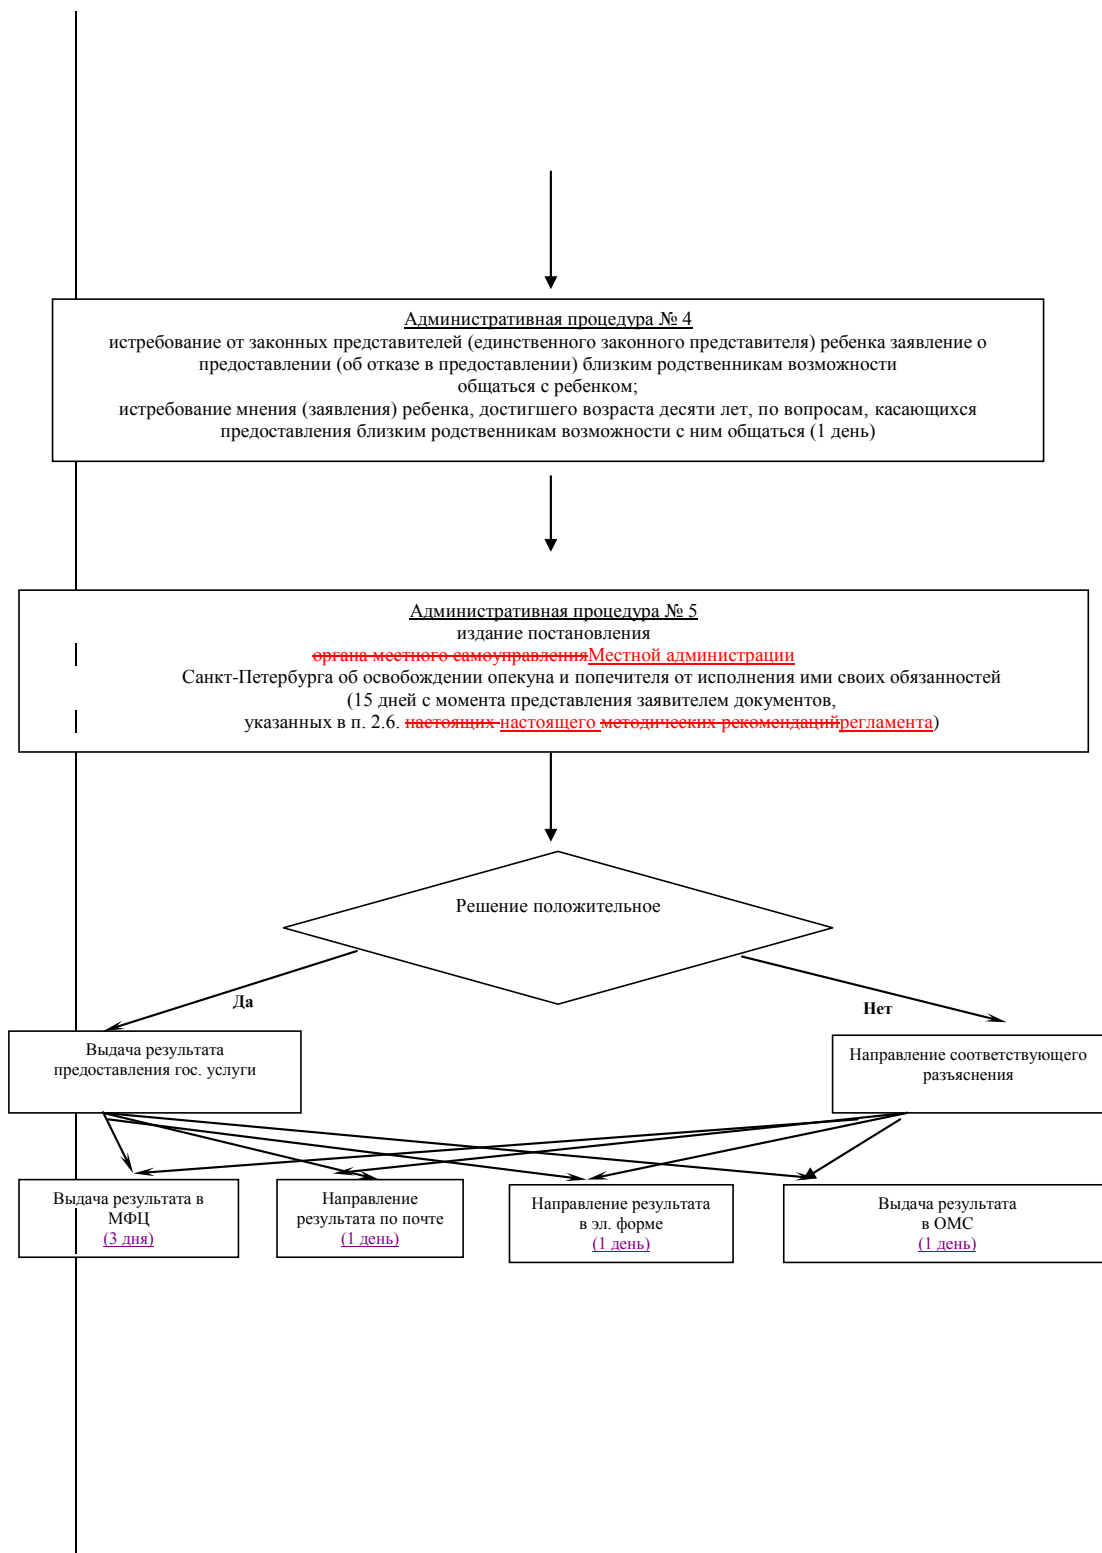 Административная процедура № 4
истребование от законных представителей (единственного законного представителя) ребенка заявление о
предоставлении (об отказе в предоставлении) близким родственникам возможности
общаться с ребенком;
истребование мнения (заявления) ребенка, достигшего возраста десяти лет, по вопросам, касающихся
предоставления близким родственникам возможности с ним общаться (1 день)
Административная процедура № 5
издание постановления
органа местного самоуправленияМестной администрации
Санкт-Петербурга об освобождении опекуна и попечителя от исполнения ими своих обязанностей
(15 дней с момента представления заявителем документов,
указанных в п. 2.6. настоящих настоящего методических рекомендацийрегламента)
Решение положительное
Да
Нет
Выдача результата
предоставления гос. услуги
Направление соответствующего
разъяснения
Выдача результата в
МФЦ
(3 дня)
Направление
результата по почте
(1 день)
Направление результата
в эл. форме
(1 день)
Выдача результата
в ОМС
(1 день)